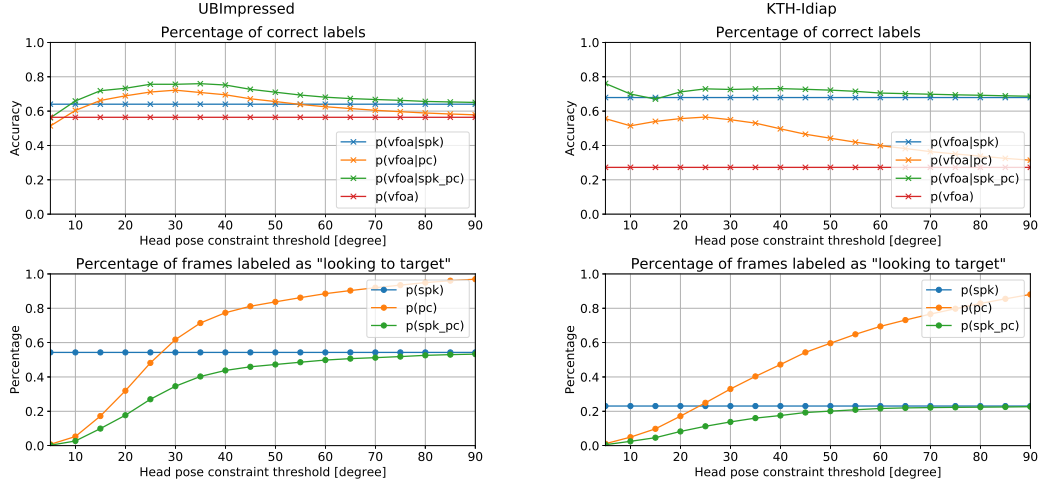 UBImpressed
Percentage of correct labels
Accuracy
1.0
0.8
0.6
0.4
0.2
0.0
p(vfoa|spk)
p(vfoa|pc)
p(vfoa|spk_pc)
p(vfoa)
10 20 30 40 50 60 70 80 90
Head pose constraint threshold [degree]
Percentage of frames labeled as "looking to target"
Percentage
1.0
0.8
0.6
0.4
0.2
0.0
p(spk)
p(pc)
p(spk_pc)
10 20 30 40 50 60 70 80 90
Head pose constraint threshold [degree]
KTH-Idiap
Percentage of correct labels
Accuracy
1.0
0.8
0.6
0.4
0.2
0.0
p(vfoa|spk)
p(vfoa|pc)
p(vfoa|spk_pc)
p(vfoa)
10 20 30 40 50 60 70 80 90
Head pose constraint threshold [degree]
Percentage of frames labeled as "looking to target"
Percentage
1.0
0.8
0.6
0.4
0.2
0.0
p(spk)
p(pc)
p(spk_pc)
10 20 30 40 50 60 70 80 90
Head pose constraint threshold [degree]